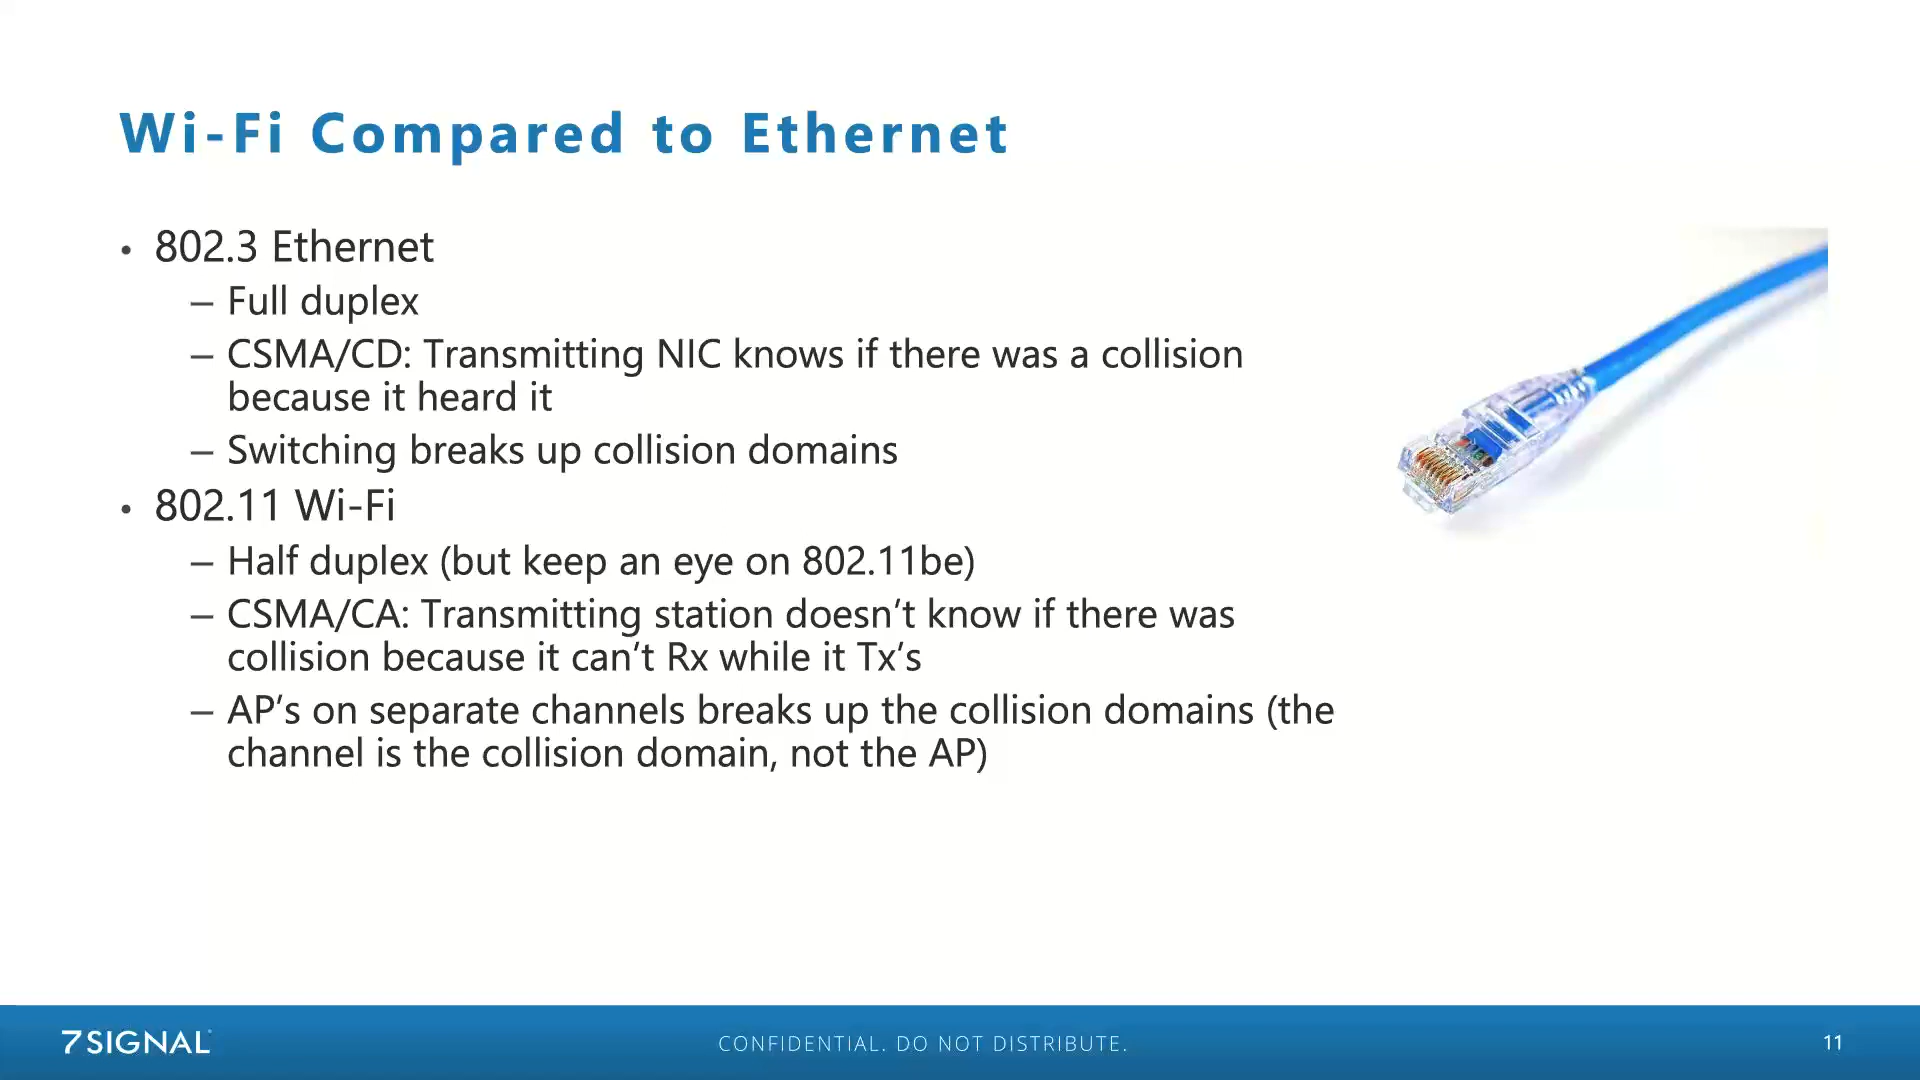 Wi-Fi Compared to Ethernet
• 802.3 Ethernet
– Full duplex
– CSMA/CD: Transmitting NIC knows if there was a collision
because it heard it
– Switching breaks up collision domains
• 802.11 Wi-Fi
– Half duplex (but keep an eye on 802.11be)
– CSMA/CA: Transmitting station doesn’t know if there was
collision because it can’t Rx while it Tx’s
– AP’s on separate channels breaks up the collision domains (the
channel is the collision domain, not the AP)
7SIGNAL
CONFIDENTIAL. DO NOT DISTRIBUTE.
11